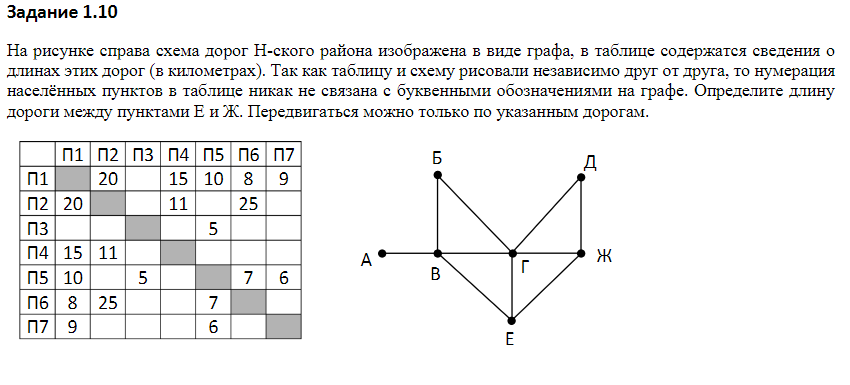 Задание 1.10
На рисунке справа схема дорог Н-ского района изображена в виде графа, в таблице содержатся сведения о
длинах этих дорог (в километрах). Так как таблицу и схему рисовали независимо друг от друга, то нумерация
населённых пунктов в таблице никак не связана с буквенными обозначениями на графе. Определите длину
дороги между пунктами Е и Ж. Передвигаться можно только по указанным дорогам.
П1 П2 П3 П4 П5 П6 П7
П1 20 15 10 8 9
П2 20 11 25
П3 5
П4 15 11
П5 10 5 7 6
П6 8 25 7
П7 9 6
Б Д
А В Г Ж
Е